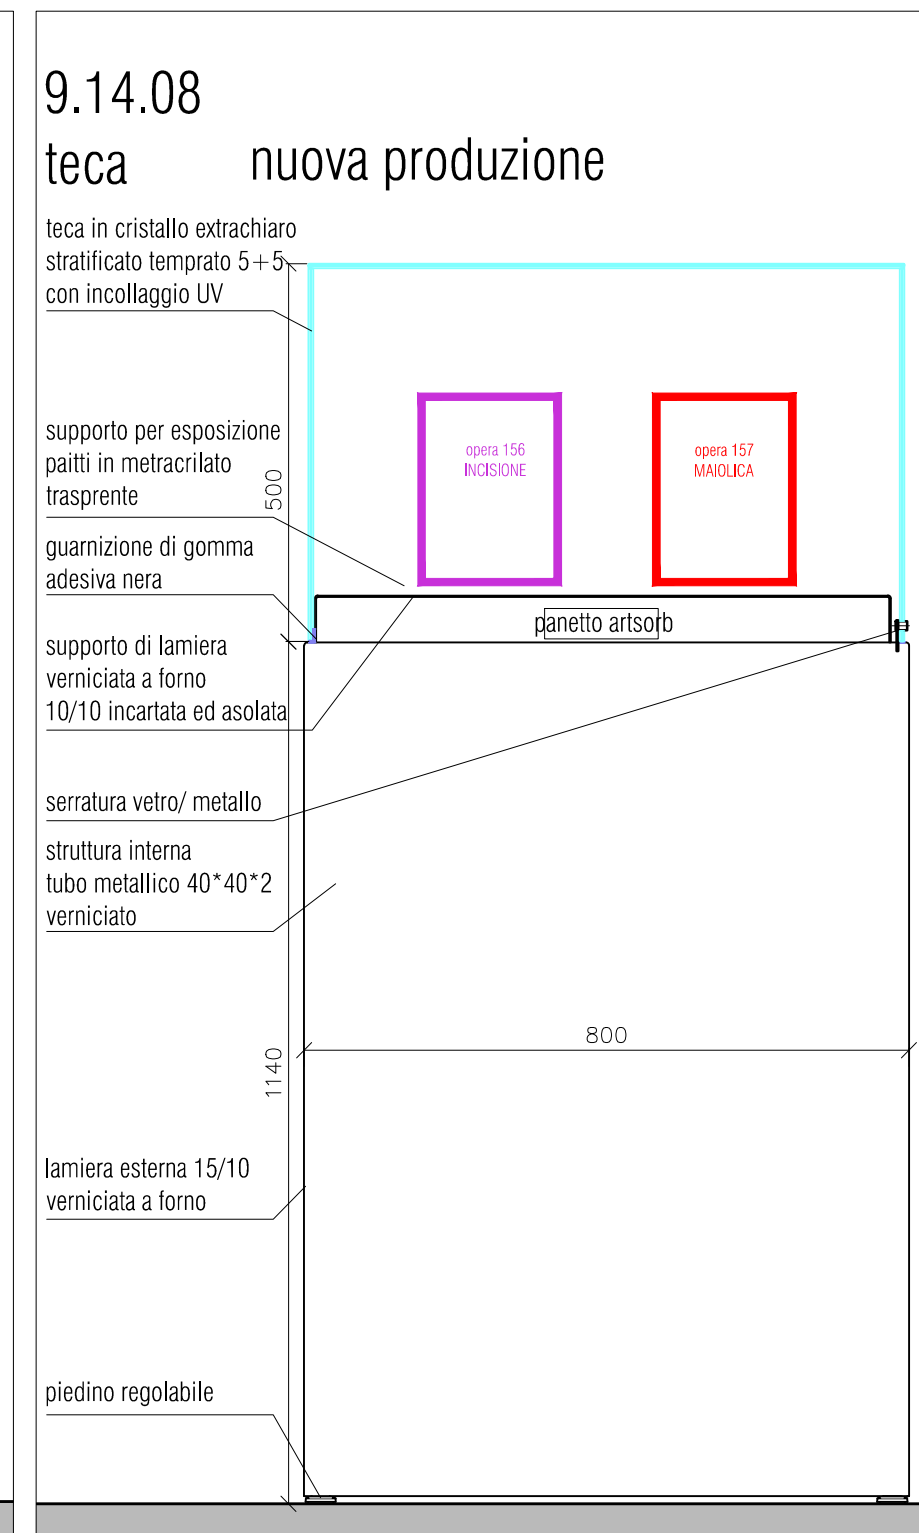 9.14.08
teca nuova produzione
teca in cristallo extrachiaro
stratificato temprato 5+5
con incollaggio UV
supporto per esposizione
paitti in metracrilato
trasprente
500
opera 156
INCISIONE
opera 157
MAIOLICA
guarnizione di gomma
adesiva nera
panetto artsorb
supporto di lamiera
verniciata a forno
10/10 incartata ed asolata
serratura vetro/ metallo
struttura interna
tubo metallico 40*40*2
verniciato
800
1140
lamiera esterna 15/10
verniciata a forno
piedino regolabile